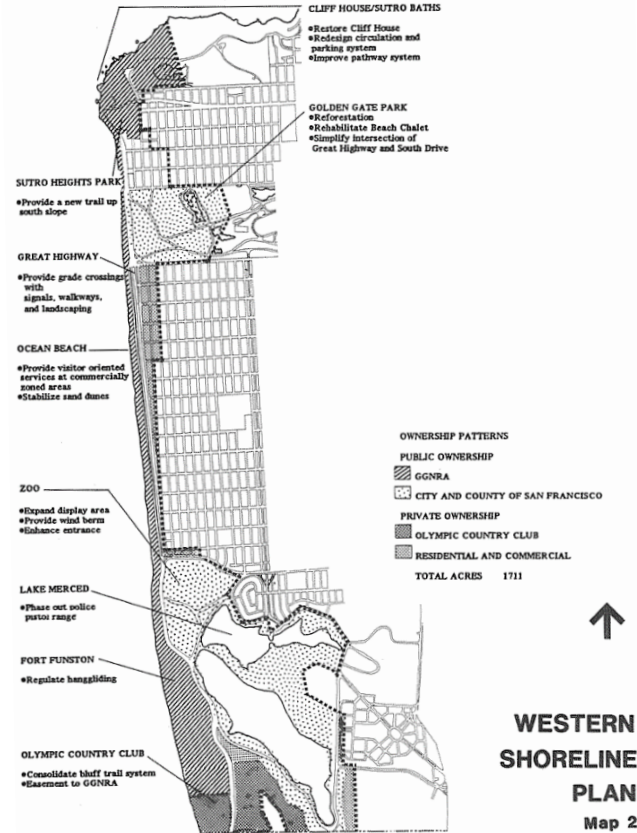 CLIFF HOUSE/SUTRO BATHS
•Restore Cliff House
•Redesign circulation and
parking system
•Improve pathway system
GOLDEN GATE PARK
•Reforestation
•Rehabilitate Beach Chalet
•Simplify intersection of
Great Highway and South Drive
SUTRO HEIGHTS PARK
•Provide a new trail up
south slope
GREAT HIGHWAY
•Provide grade crossings
with
signals, walkways,
and landscaping
OCEAN BEACH
•Provide visitor oriented
services at commercially
zoned areas
•Stabilize sand dunes
ZOO
•Expand display area
•Provide wind berm
•Enhance entrance
LAKE MERCED
•Phase out police
pistol range
FORT FUNSTON
•Regulate hanggliding
OLYMPIC COUNTRY CLUB
•Consolidate bluff trail system
•Easement to GGNRA
OWNERSHIP PATTERNS
PUBLIC OWNERSHIP
GGNRA
CITY AND COUNTY OF SAN FRANCISCO
PRIVATE OWNERSHIP
OLYMPIC COUNTRY CLUB
RESIDENTIAL AND COMMERCIAL
TOTAL ACRES 1711
WESTERN
SHORELINE
PLAN
Map 2